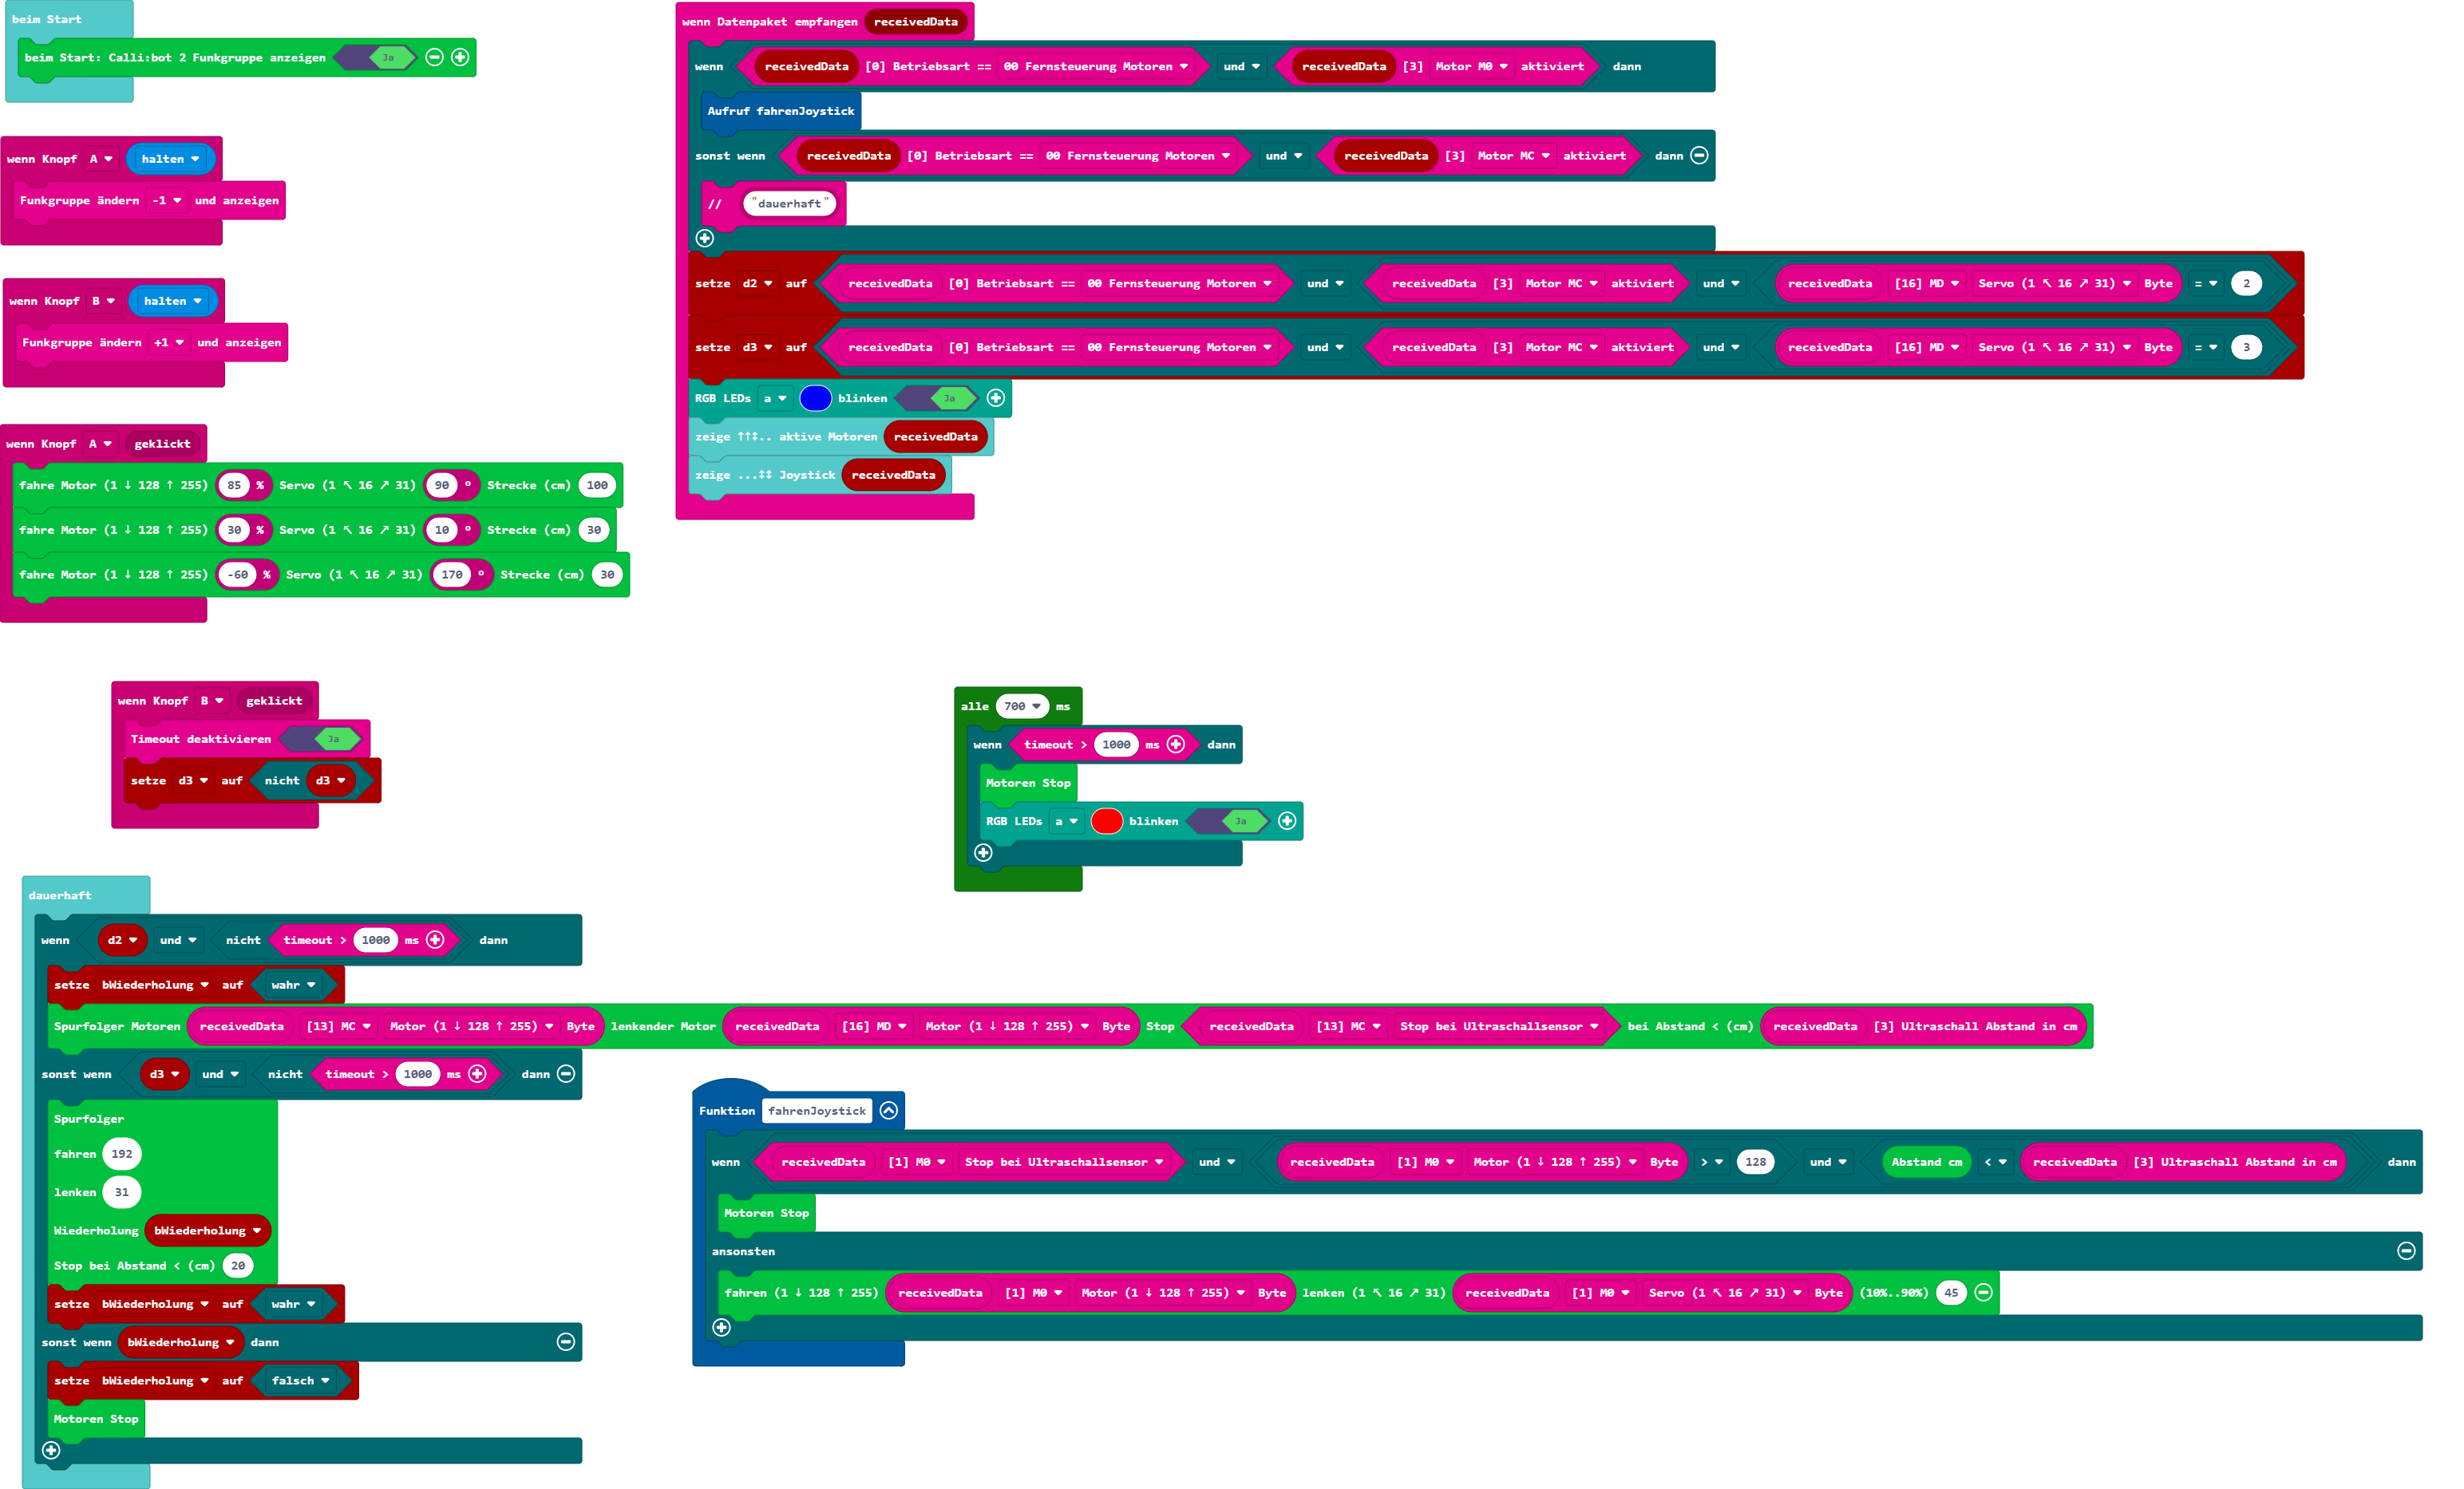 beim Start
beim Start: Calli:bot 2 Funkgruppe anzeigen Ja
wenn Knopf A halten
Funkgruppe ändern -1 und anzeigen
wenn Knopf B halten
Funkgruppe ändern +1 und anzeigen
wenn Knopf A geklickt
fahre Motor (1 ↓ 128 ↑ 255) 85 % Servo (1 ↖ 16 ↗ 31) 90 ° Strecke (cm) 100
fahre Motor (1 ↓ 128 ↑ 255) 30 % Servo (1 ↖ 16 ↗ 31) 10 ° Strecke (cm) 30
fahre Motor (1 ↓ 128 ↑ 255) -60 % Servo (1 ↖ 16 ↗ 31) 170 ° Strecke (cm) 30
wenn Datenpaket empfangen receivedData
wenn receivedData [0] Betriebsart == 00 Fernsteuerung Motoren und receivedData [3] Motor M0 aktiviert dann
Aufruf fahrenJoystick
sonst wenn receivedData [0] Betriebsart == 00 Fernsteuerung Motoren und receivedData [3] Motor MC aktiviert dann
// "dauerhaft"
setze d2 auf receivedData [0] Betriebsart == 00 Fernsteuerung Motoren und receivedData [3] Motor MC aktiviert und receivedData [16] MD Servo (1 ↖ 16 ↗ 31) Byte = 2
setze d3 auf receivedData [0] Betriebsart == 00 Fernsteuerung Motoren und receivedData [3] Motor MC aktiviert und receivedData [16] MD Servo (1 ↖ 16 ↗ 31) Byte = 3
RGB LEDs a blinken Ja
zeige ↑↑↕.. aktive Motoren receivedData
zeige ...↕↕ Joystick receivedData
wenn Knopf B geklickt
Timeout deaktivieren Ja
setze d3 auf nicht d3
alle 700 ms
wenn timeout > 1000 ms dann
Motoren Stop
RGB LEDs a blinken Ja
dauerhaft
wenn d2 und nicht timeout > 1000 ms dann
setze bWiederholung auf wahr
Spurfolger Motoren receivedData [13] MC Motor (1 ↓ 128 ↑ 255) Byte lenkender Motor receivedData [16] MD Motor (1 ↓ 128 ↑ 255) Byte Stop receivedData [13] MC Stop bei Ultraschallsensor bei Abstand < (cm) receivedData [3] Ultraschall Abstand in cm
sonst wenn d3 und nicht timeout > 1000 ms dann
Spurfolger
fahren 192
lenken 31
Wiederholung bWiederholung
Stop bei Abstand < (cm) 20
setze bWiederholung auf wahr
sonst wenn bWiederholung dann
setze bWiederholung auf falsch
Motoren Stop
Funktion fahrenJoystick
wenn receivedData [1] M0 Stop bei Ultraschallsensor und receivedData [1] M0 Motor (1 ↓ 128 ↑ 255) Byte > 128 und Abstand cm < receivedData [3] Ultraschall Abstand in cm dann
Motoren Stop
ansonsten
fahren (1 ↓ 128 ↑ 255) receivedData [1] M0 Motor (1 ↓ 128 ↑ 255) Byte lenken (1 ↖ 16 ↗ 31) receivedData [1] M0 Servo (1 ↖ 16 ↗ 31) Byte (10%..90%) 45